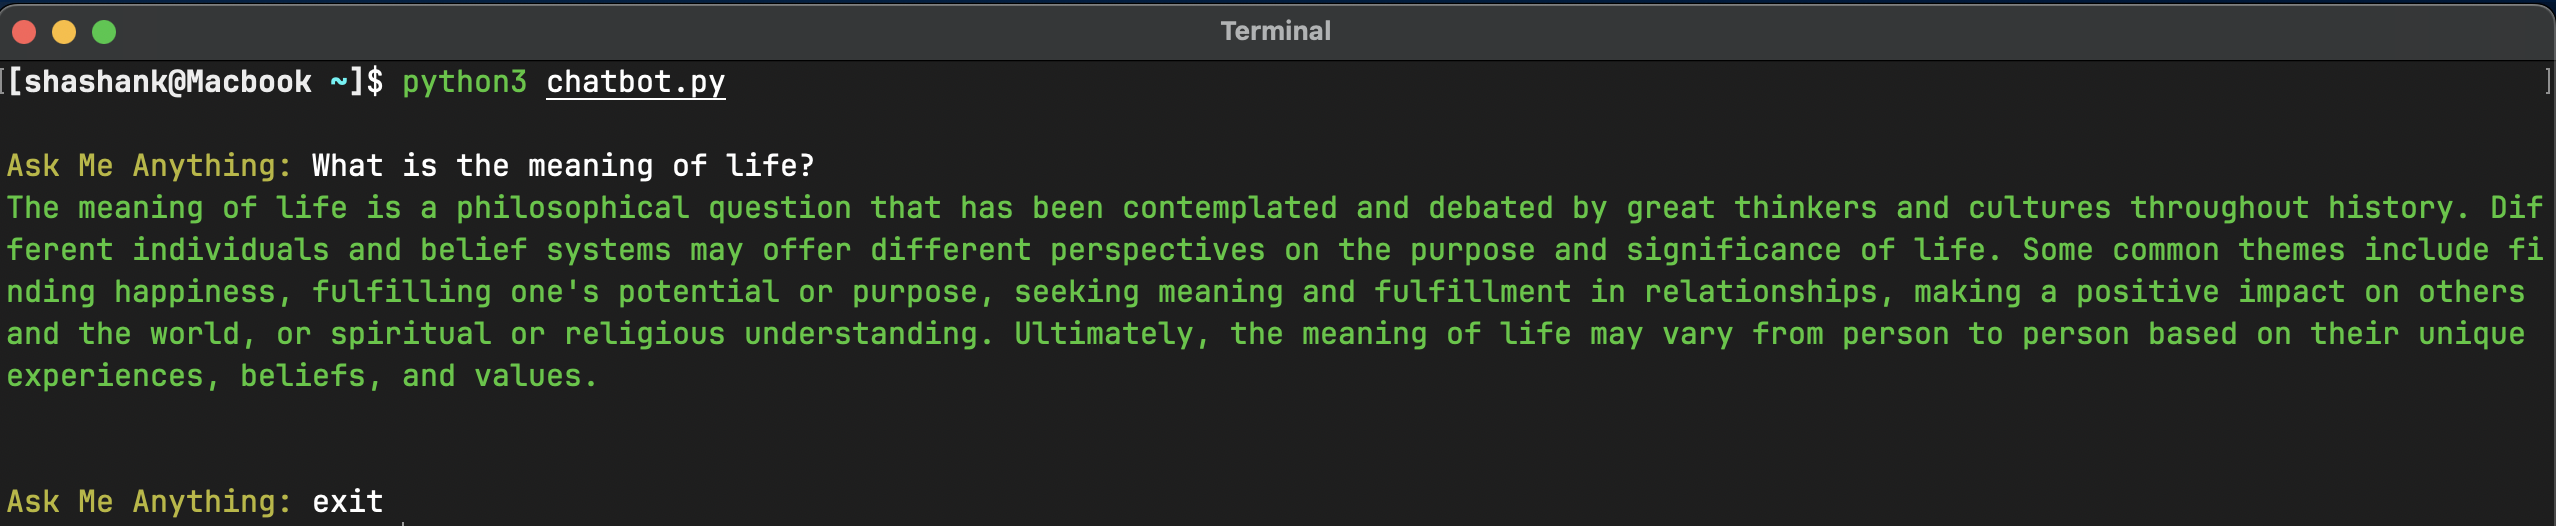 Terminal
[[shashank@Macbook ~]$ python3 chatbot.py ]
Ask Me Anything: What is the meaning of life?
The meaning of life is a philosophical question that has been contemplated and debated by great thinkers and cultures throughout history. Dif
ferent individuals and belief systems may offer different perspectives on the purpose and significance of life. Some common themes include fi
nding happiness, fulfilling one's potential or purpose, seeking meaning and fulfillment in relationships, making a positive impact on others
and the world, or spiritual or religious understanding. Ultimately, the meaning of life may vary from person to person based on their unique
experiences, beliefs, and values.
Ask Me Anything: exit